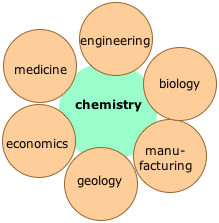 engineering
medicine
biology
chemistry
economics
manu-
facturing
geology